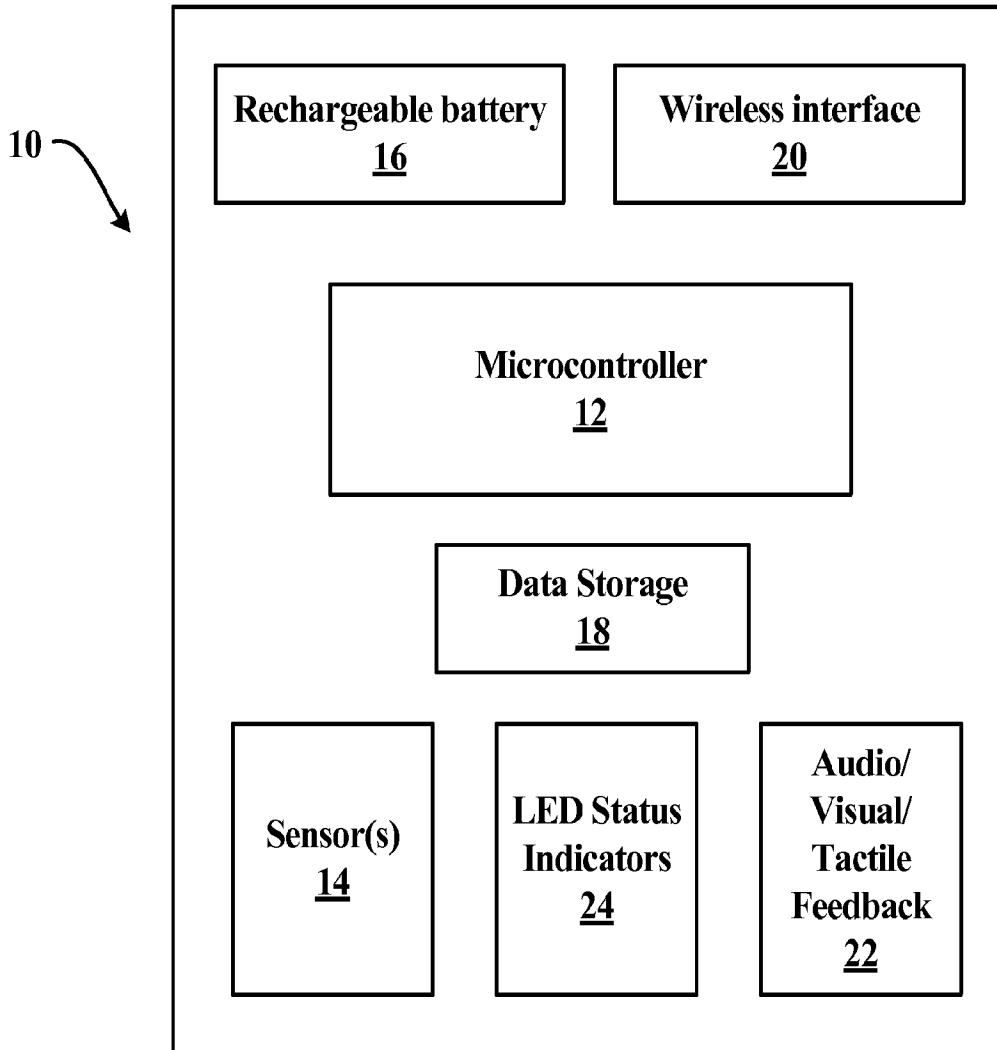 10
Rechargeable battery
16
Wireless interface
20
Microcontroller
12
Data Storage
18
Sensor(s)
14
LED Status
Indicators
24
Audio/
Visual/
Tactile
Feedback
22